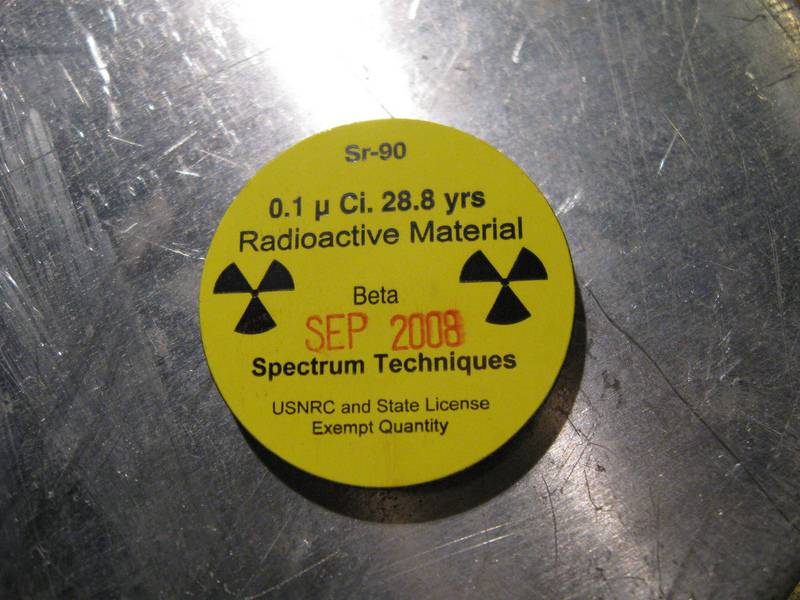 Sr-90
0.1 μ Ci. 28.8 yrs
Radioactive Material
Beta
SEP 2008
Spectrum Techniques
USNRC and State License
Exempt Quantity